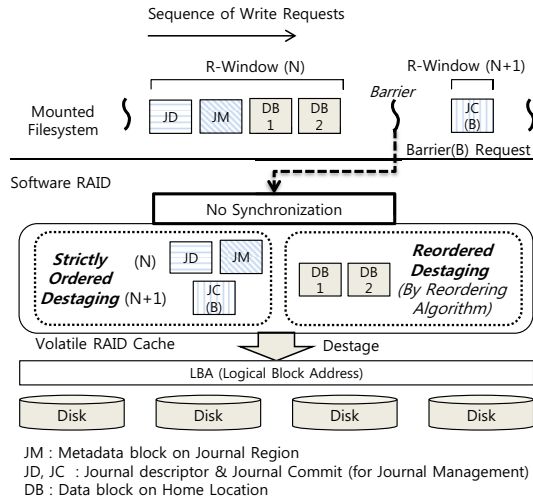 Sequence of Write Requests
R-Window (N)
R-Window (N+1)
Barrier
Mounted
Filesystem
JD
JM
DB
1
DB
2
JC
(B)
Barrier(B) Request
Software RAID
No Synchronization
Strictly
Ordered
Destaging
(N)
(N+1)
JD
JM
JC
(B)
DB
1
DB
2
Reordered
Destaging
(By Reordering
Algorithm)
Volatile RAID Cache
Destage
LBA (Logical Block Address)
Disk
Disk
Disk
Disk
JM : Metadata block on Journal Region
JD, JC : Journal descriptor & Journal Commit (for Journal Management)
DB : Data block on Home Location